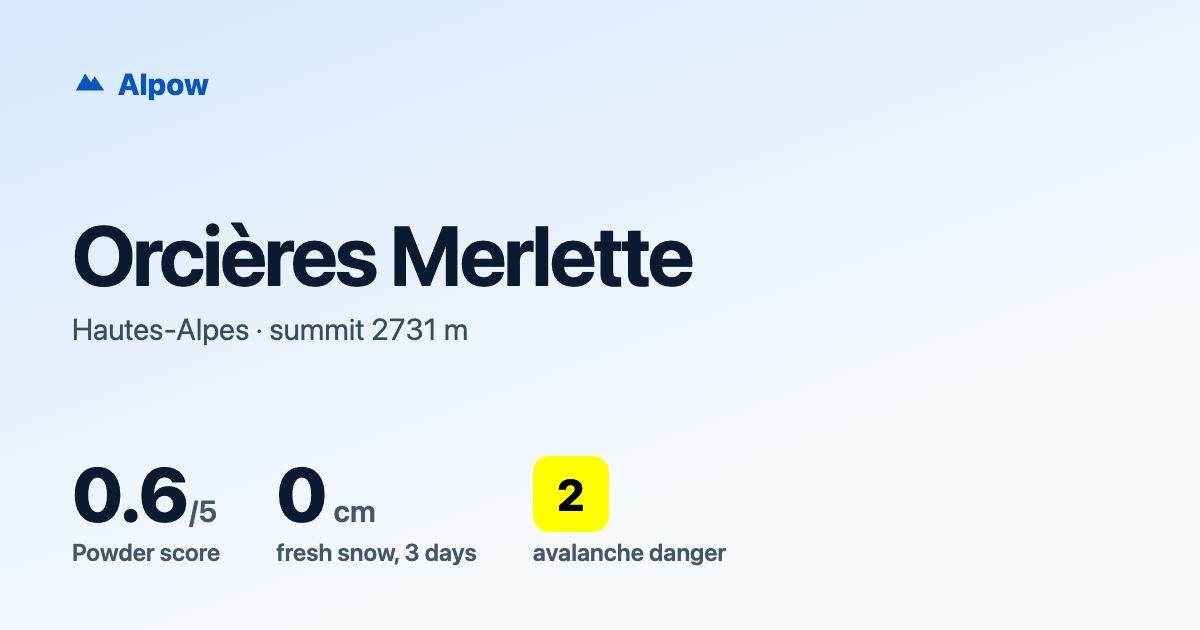 Alpow
Orcières Merlette
Hautes-Alpes · summit 2731 m
0.6/5
Powder score
0 cm
fresh snow, 3 days
2
avalanche danger